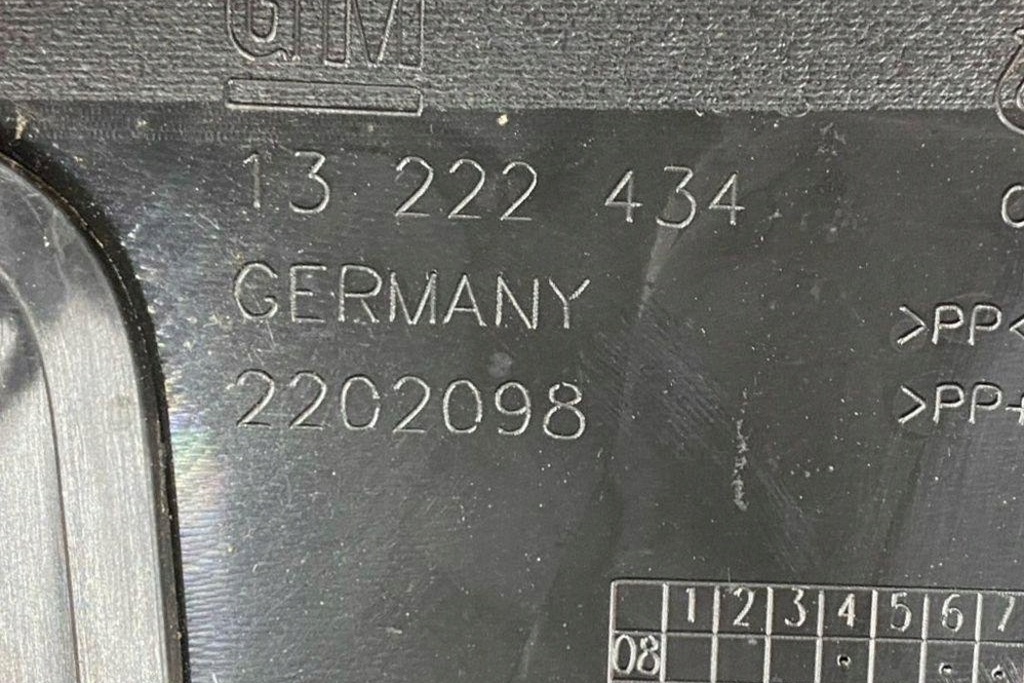 GM
13 222 434
GERMANY
2202098
>PP<
>PP+
1 2 3 4 5 6 7
08